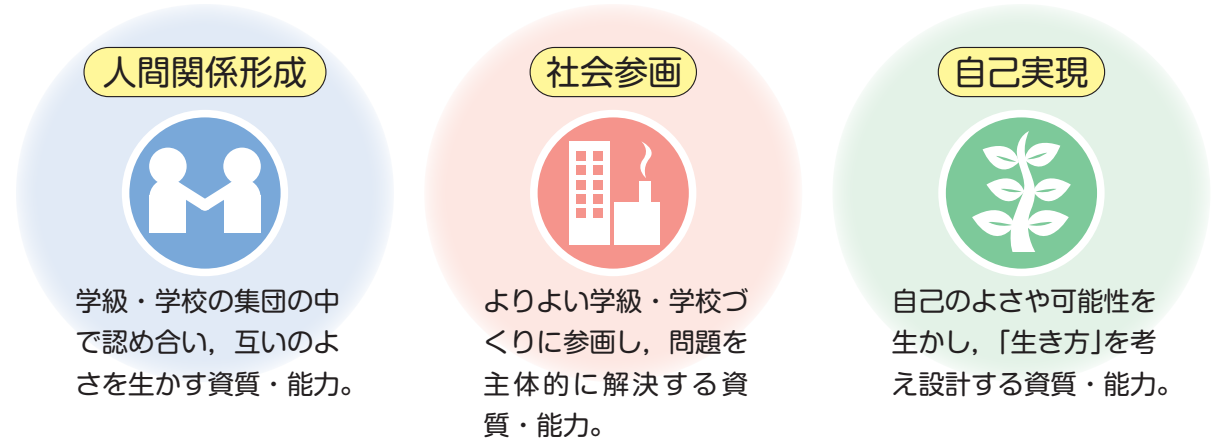 人間関係形成
学級・学校の集団の中
で認め合い，互いのよ
さを生かす資質・能力。
社会参画
よりよい学級・学校づ
くりに参画し，問題を
主体的に解決する資
質・能力。
自己実現
自己のよさや可能性を
生かし，「生き方」を考
え設計する資質・能力。